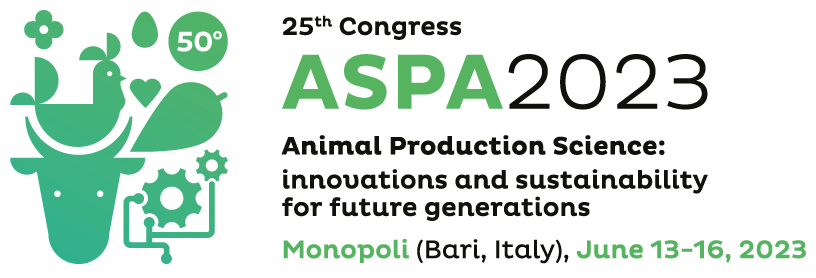 50°
25th Congress
ASPA2023
Animal Production Science:
innovations and sustainability
for future generations
Monopoli (Bari, Italy), June 13-16, 2023